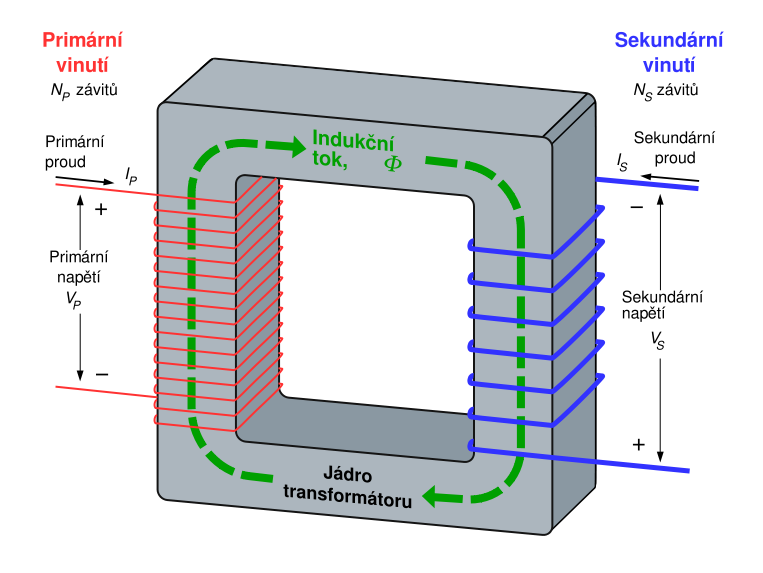 Primární
vinutí
NP závitů
Primární
proud
IP
+
Primární
napětí
VP
−
Indukční
tok, Φ
Jádro
transformátoru
Sekundární
vinutí
NS závitů
Sekundární
proud
IS
−
Sekundární
napětí
VS
+